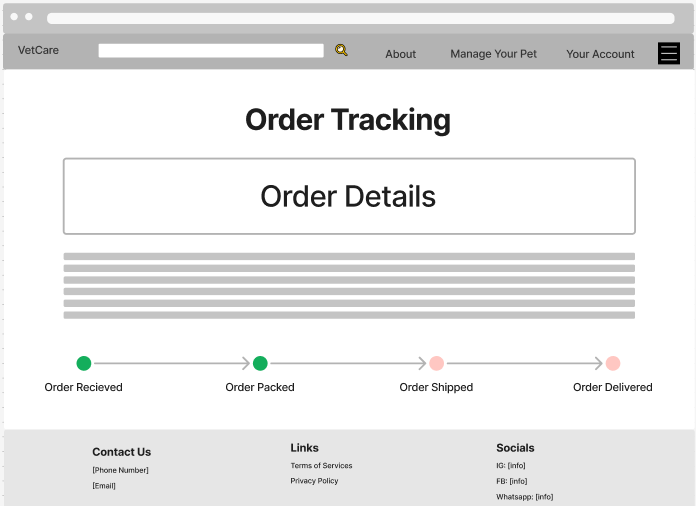 VetCare
About
Manage Your Pet
Your Account
Order Tracking
Order Details
Order Recieved
Order Packed
Order Shipped
Order Delivered
Contact Us
[Phone Number]
[Email]
Links
Terms of Services
Privacy Policy
Socials
IG: [info]
FB: [info]
Whatsapp: [info]